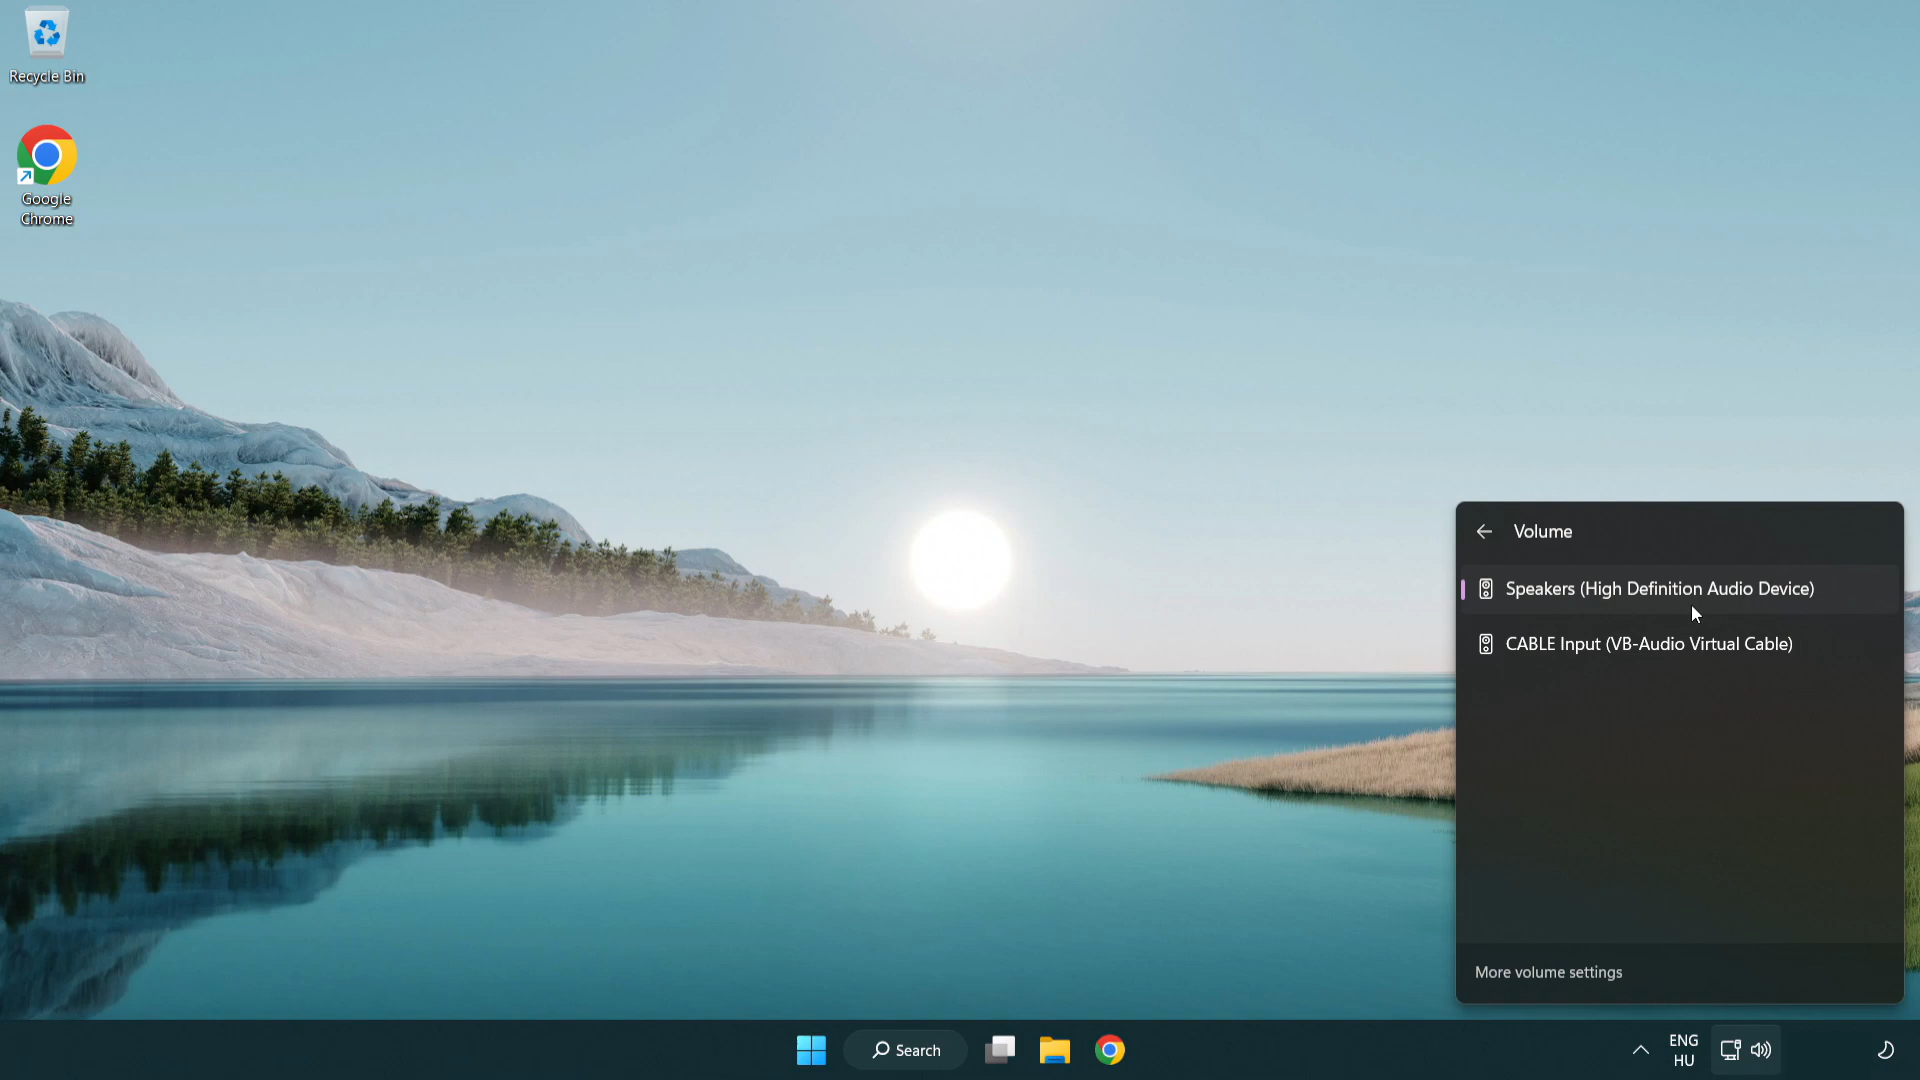 Recycle Bin
Google
Chrome
Volume
Speakers (High Definition Audio Device)
CABLE Input (VB-Audio Virtual Cable)
More volume settings
Search
ENG
HU